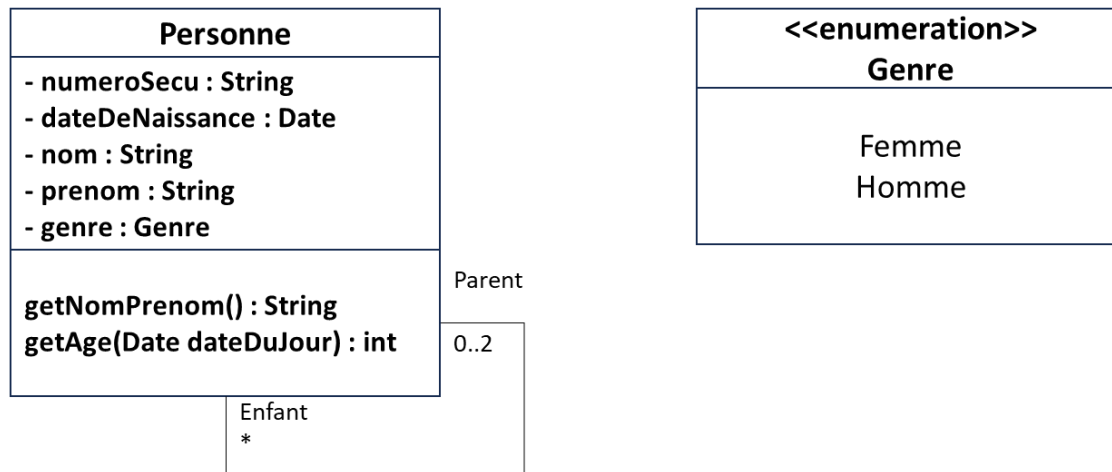 Personne
- numeroSecu : String
- dateDeNaissance : Date
- nom : String
- prenom : String
- genre : Genre
getNomPrenom() : String
getAge(Date dateDuJour) : int
Parent
0..2
Enfant
*
<<enumeration>>
Genre
Femme
Homme